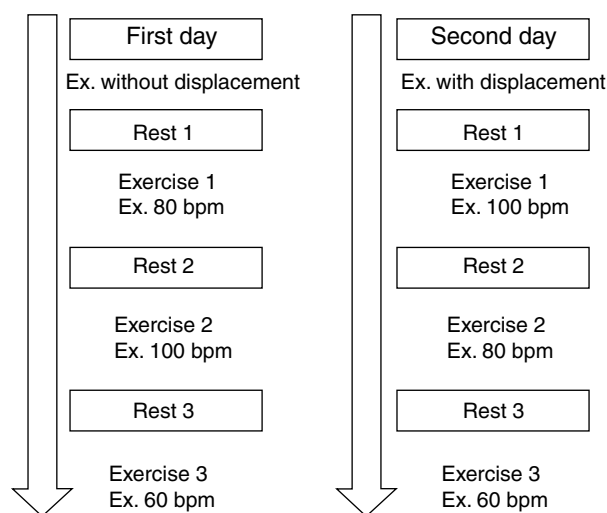 First day
Ex. without displacement
Rest 1
Exercise 1
Ex. 80 bpm
Rest 2
Exercise 2
Ex. 100 bpm
Rest 3
Exercise 3
Ex. 60 bpm
Second day
Ex. with displacement
Rest 1
Exercise 1
Ex. 100 bpm
Rest 2
Exercise 2
Ex. 80 bpm
Rest 3
Exercise 3
Ex. 60 bpm